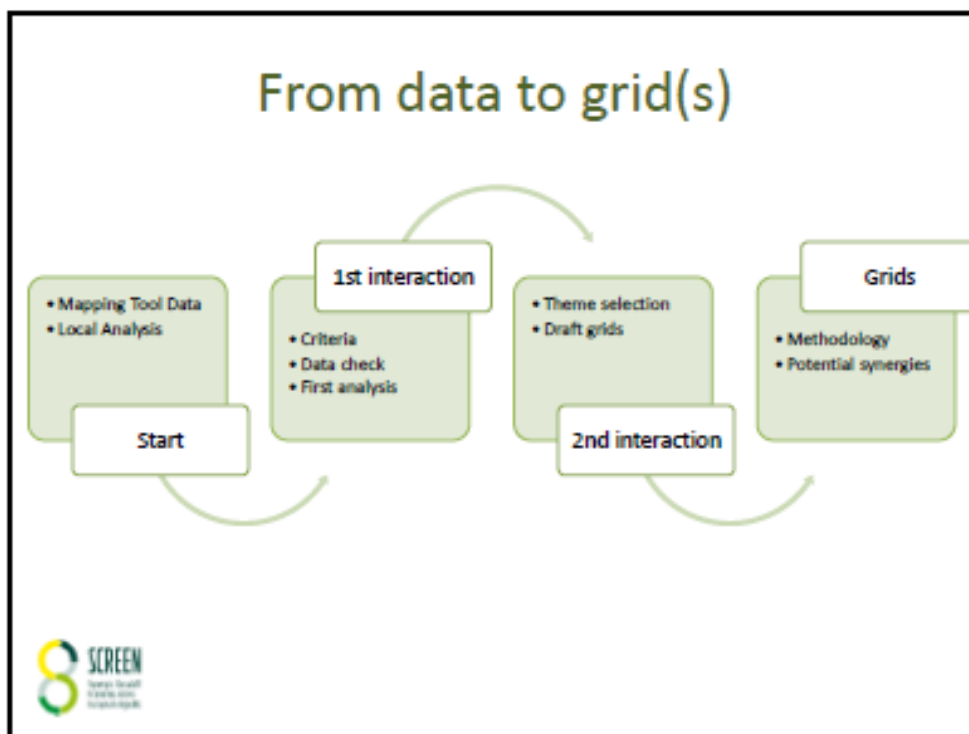 From data to grid(s)
• Mapping Tool Data
• Local Analysis
Start
1st interaction
• Criteria
• Data check
• First analysis
• Theme selection
• Draft grids
2nd interaction
Grids
• Methodology
• Potential synergies
SCREEN